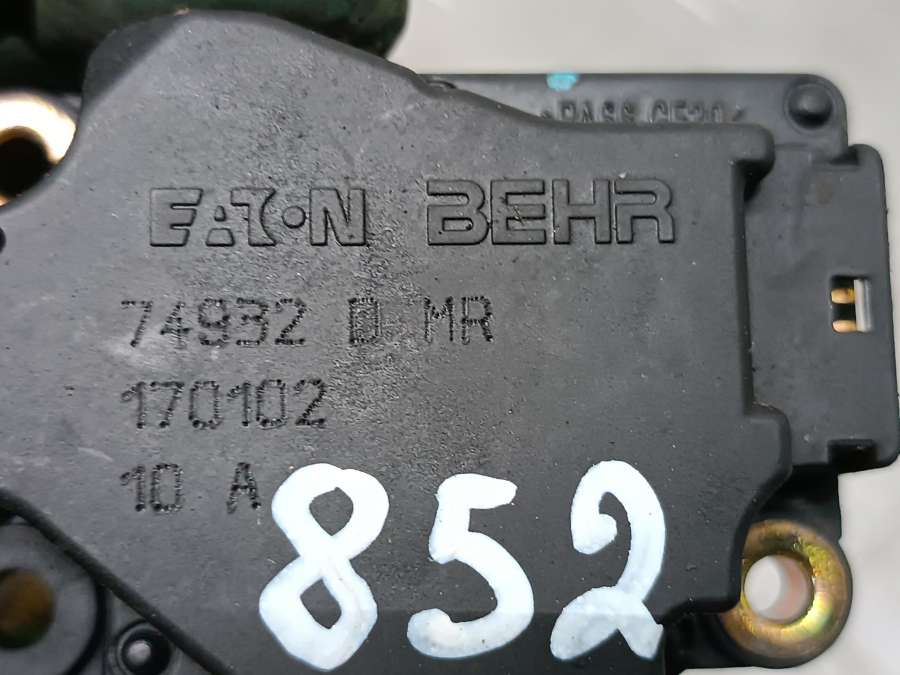 EATON BEHR
74932 D MR
170102
10 A
852